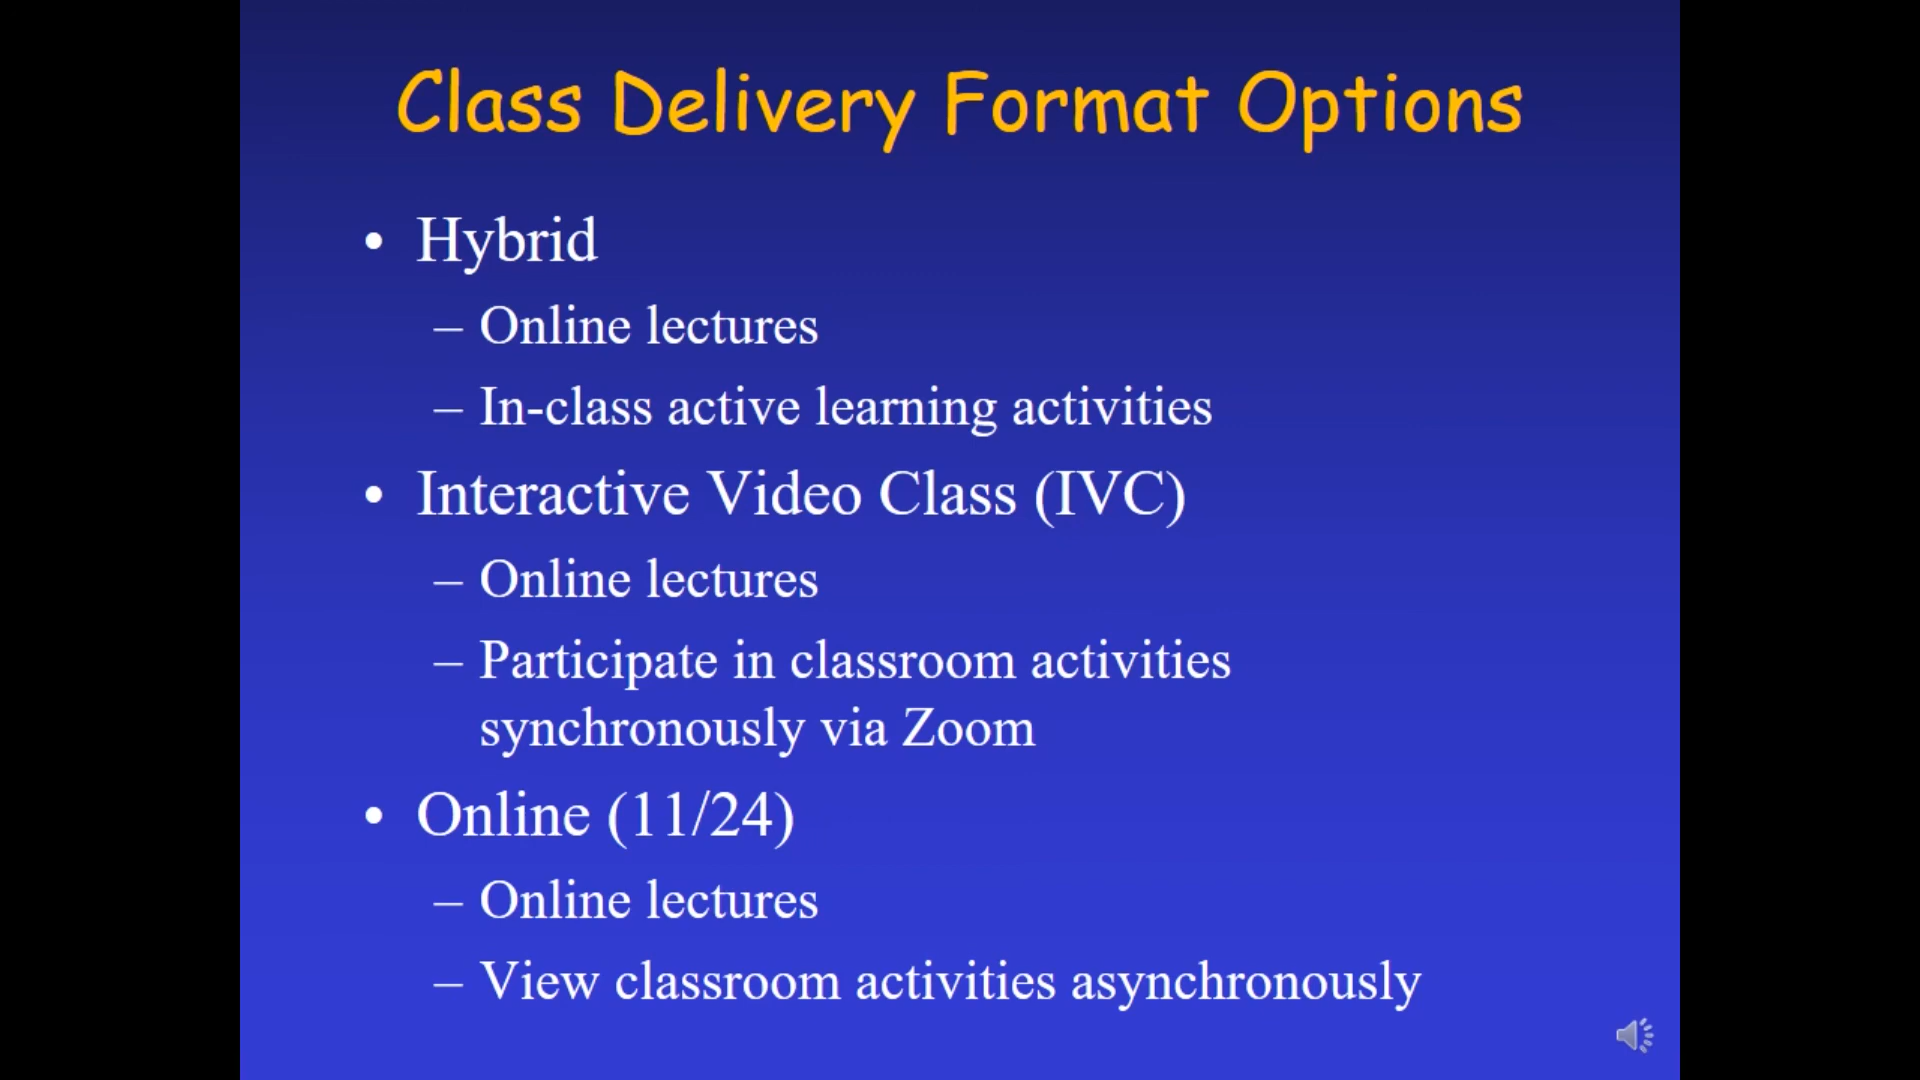 Class Delivery Format Options
• Hybrid
– Online lectures
– In-class active learning activities
• Interactive Video Class (IVC)
– Online lectures
– Participate in classroom activities
synchronously via Zoom
• Online (11/24)
– Online lectures
– View classroom activities asynchronously